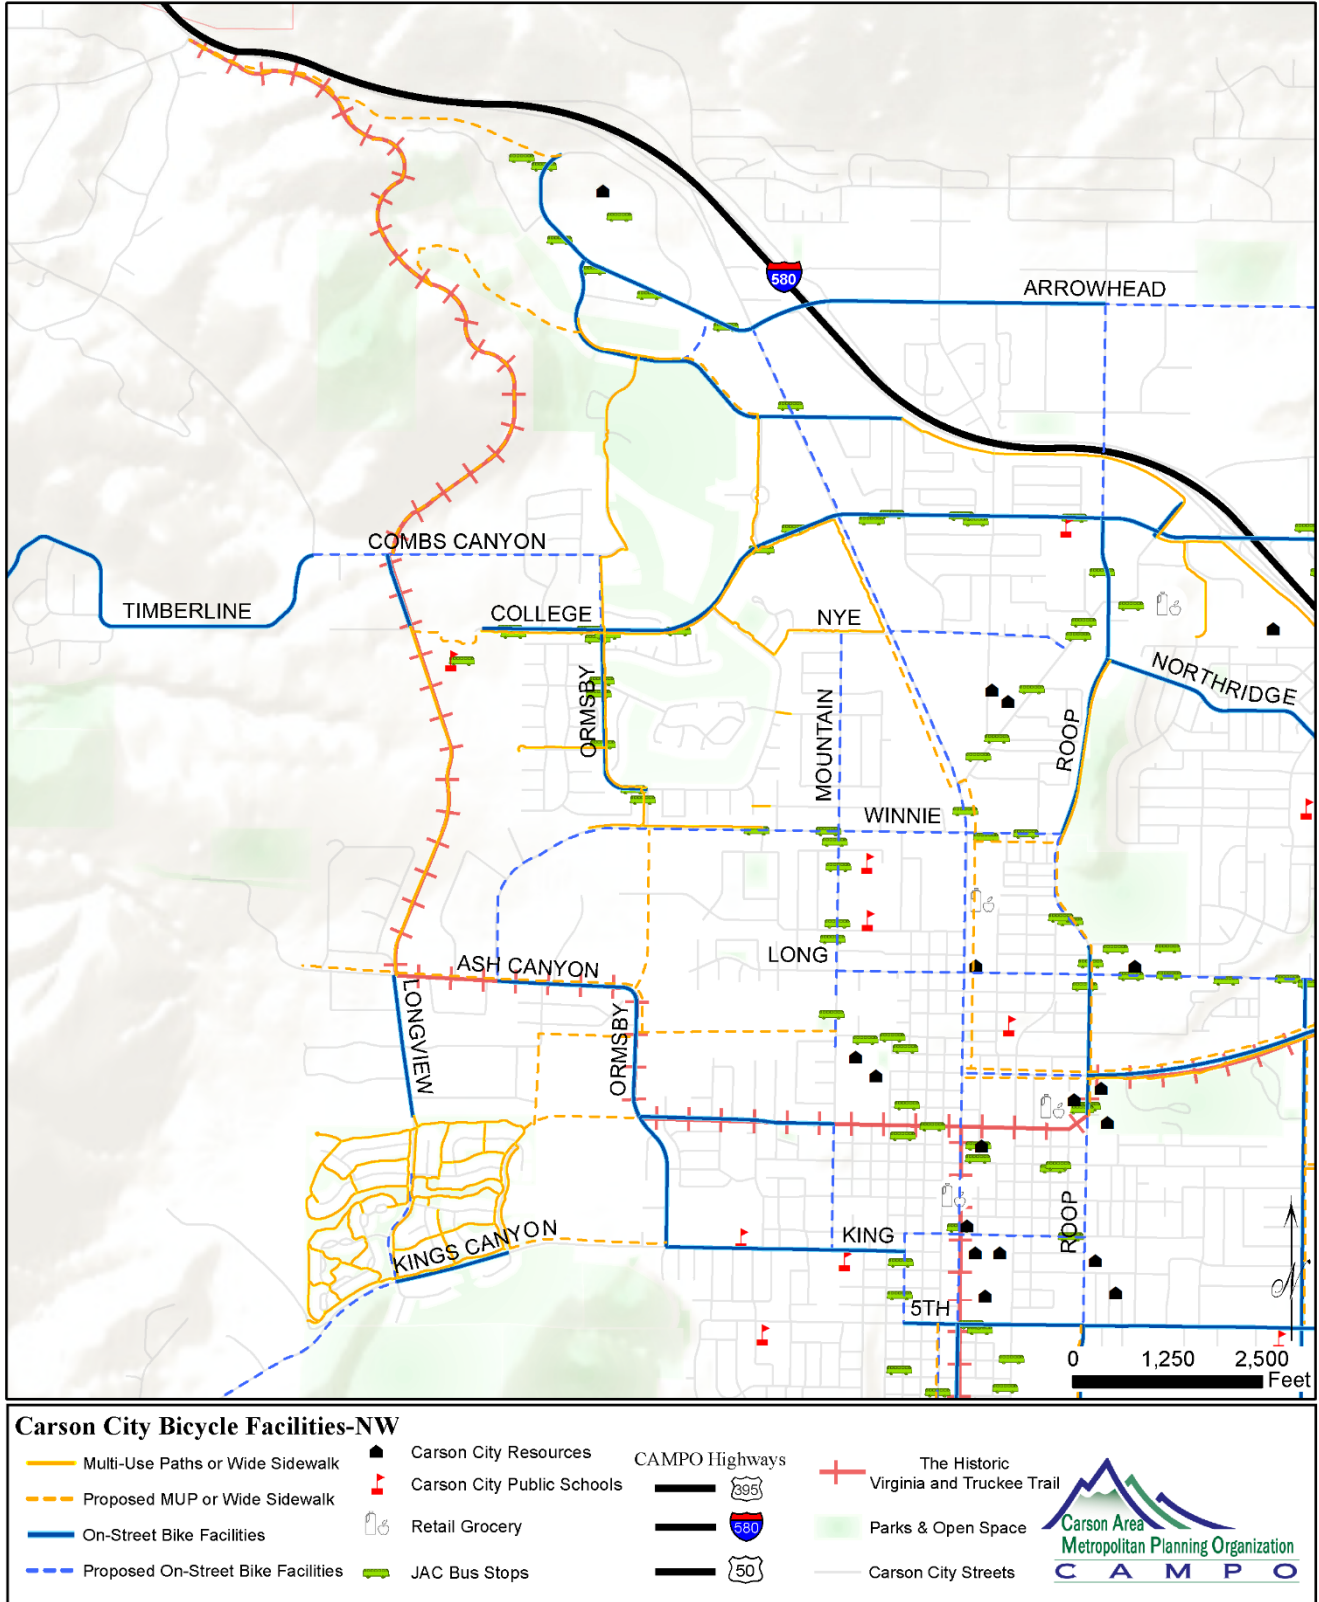 580
ARROWHEAD
COMBS CANYON
TIMBERLINE
COLLEGE
NYE
NORTHRIDGE
ORMSBY
MOUNTAIN
ROOP
WINNIE
LONG
ASH CANYON
LONGVIEW
ORMSBY
ROOP
KING
KINGS CANYON
5TH
0 1,250 2,500
Feet
Carson City Bicycle Facilities-NW
Multi-Use Paths or Wide Sidewalk
Proposed MUP or Wide Sidewalk
On-Street Bike Facilities
Proposed On-Street Bike Facilities
Carson City Resources
Carson City Public Schools
Retail Grocery
JAC Bus Stops
CAMPO Highways
395
580
50
The Historic
Virginia and Truckee Trail
Parks & Open Space
Carson City Streets
Carson Area
Metropolitan Planning Organization
CAMPO